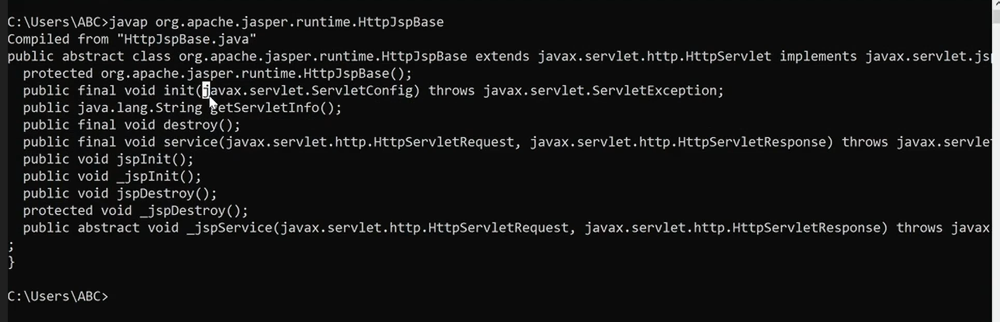 C:\Users\ABC>javap org.apache.jasper.runtime.HttpJspBase
Compiled from "HttpJspBase.java"
public abstract class org.apache.jasper.runtime.HttpJspBase extends javax.servlet.http.HttpServlet implements javax.servlet.jsp
  protected org.apache.jasper.runtime.HttpJspBase();
  public final void init(javax.servlet.ServletConfig) throws javax.servlet.ServletException;
  public java.lang.String getServletInfo();
  public final void destroy();
  public final void service(javax.servlet.http.HttpServletRequest, javax.servlet.http.HttpServletResponse) throws javax.servlet
  public void jspInit();
  public void _jspInit();
  public void jspDestroy();
  protected void _jspDestroy();
  public abstract void _jspService(javax.servlet.http.HttpServletRequest, javax.servlet.http.HttpServletResponse) throws javax
;
}
C:\Users\ABC>